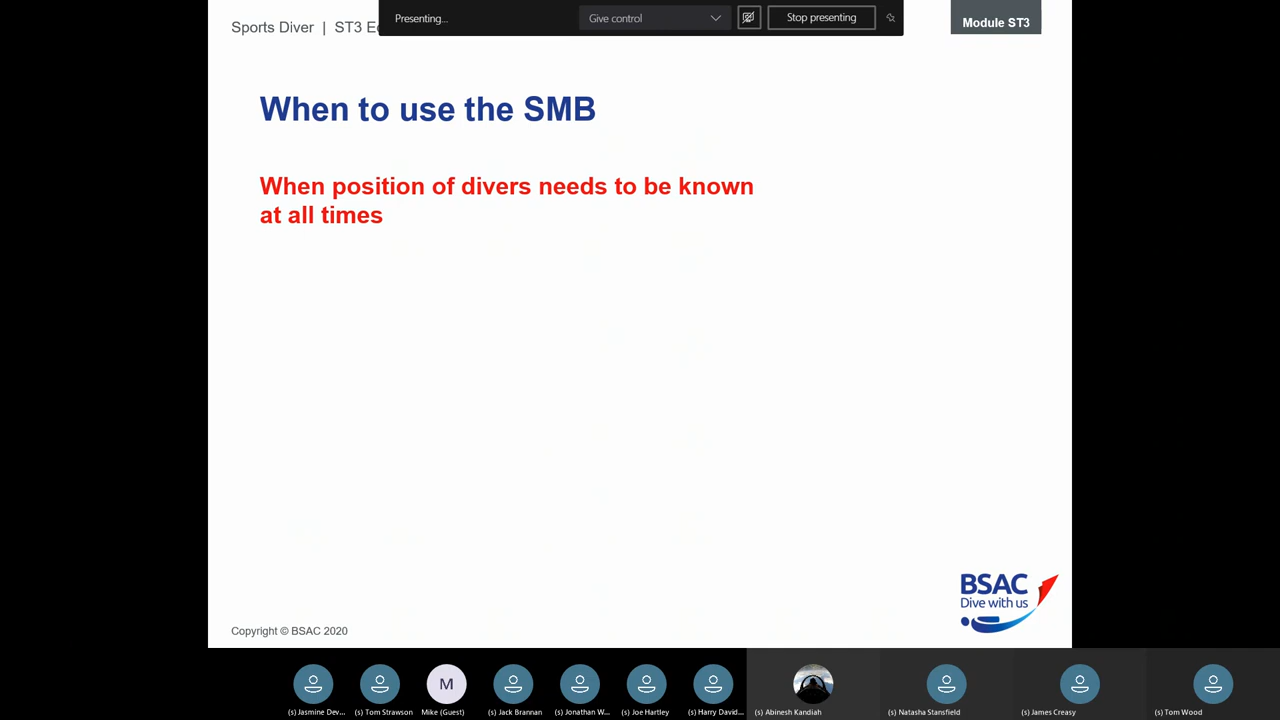 Sports Diver | ST3 E
Presenting...
Give control
Stop presenting
Module ST3
When to use the SMB
When position of divers needs to be known
at all times
BSAC
Dive with us
Copyright © BSAC 2020
M
(s) Jasmine Dev...
(s) Tom Strawson
Mike (Guest)
(s) Jack Brannan
(s) Jonathan W...
(s) Joe Hartley
(s) Harry David...
(s) Abinesh Kandiah
(s) Natasha Stansfield
(s) James Creasy
(s) Tom Wood